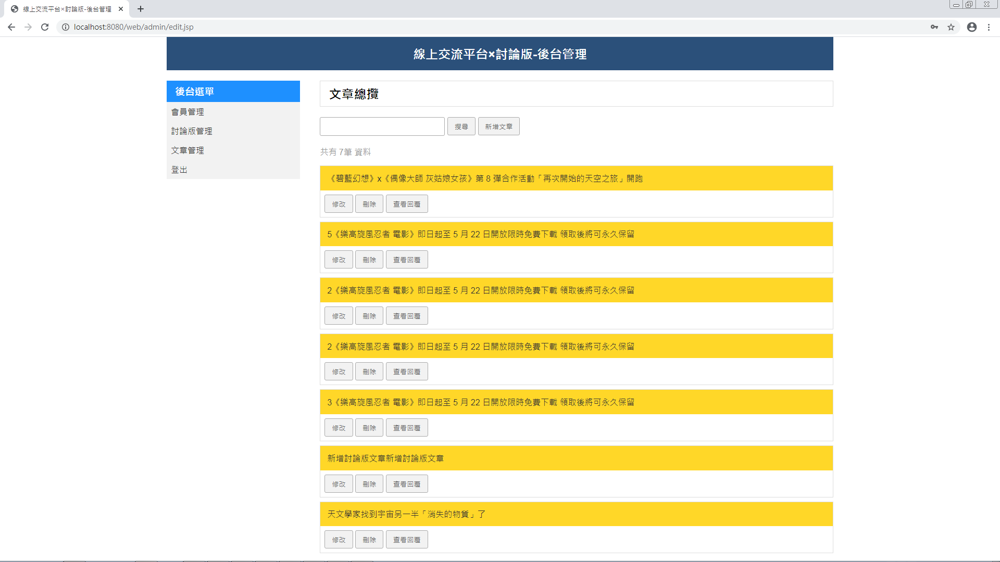 線上交流平台×討論版-後台管理
localhost:8080/web/admin/edit.jsp
線上交流平台×討論版-後台管理
後台選單
會員管理
討論版管理
文章管理
登出
文章總攬
搜尋 新增文章
共有 7筆 資料
《碧藍幻想》x《偶像大師 灰姑娘女孩》第 8 彈合作活動「再次開始的天空之旅」開跑
修改 刪除 查看回覆
5《樂高旋風忍者 電影》即日起至 5 月 22 日開放限時免費下載 領取後將可永久保留
修改 刪除 查看回覆
2《樂高旋風忍者 電影》即日起至 5 月 22 日開放限時免費下載 領取後將可永久保留
修改 刪除 查看回覆
2《樂高旋風忍者 電影》即日起至 5 月 22 日開放限時免費下載 領取後將可永久保留
修改 刪除 查看回覆
3《樂高旋風忍者 電影》即日起至 5 月 22 日開放限時免費下載 領取後將可永久保留
修改 刪除 查看回覆
新增討論版文章新增討論版文章
修改 刪除 查看回覆
天文學家找到宇宙另一半「消失的物質」了
修改 刪除 查看回覆